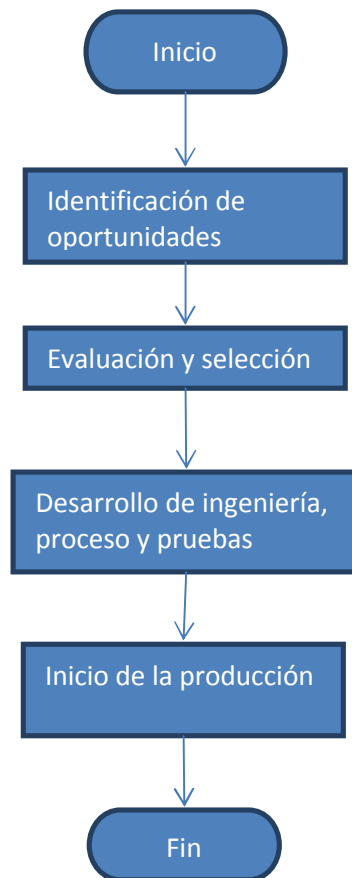 Inicio
Identificación de
oportunidades
Evaluación y selección
Desarrollo de ingeniería,
proceso y pruebas
Inicio de la producción
Fin